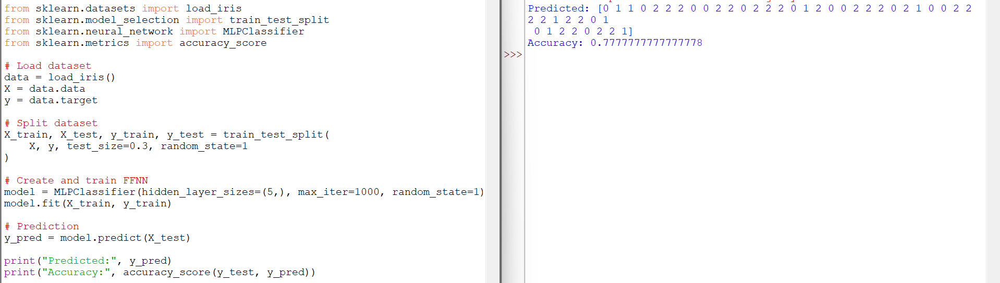 from sklearn.datasets import load_iris
from sklearn.model_selection import train_test_split
from sklearn.neural_network import MLPClassifier
from sklearn.metrics import accuracy_score

# Load dataset
data = load_iris()
X = data.data
y = data.target

# Split dataset
X_train, X_test, y_train, y_test = train_test_split(
    X, y, test_size=0.3, random_state=1
)

# Create and train FFNN
model = MLPClassifier(hidden_layer_sizes=(5,), max_iter=1000, random_state=1)
model.fit(X_train, y_train)

# Prediction
y_pred = model.predict(X_test)

print("Predicted:", y_pred)
print("Accuracy:", accuracy_score(y_test, y_pred))
Predicted: [0 1 1 0 2 2 2 0 0 2 2 0 2 2 2 0 1 2 0 0 2 2 2 0 2 1 0 0 2 2
2 2 1 2 2 0 1
 0 1 2 2 0 2 2 1]
Accuracy: 0.7777777777777778
>>>